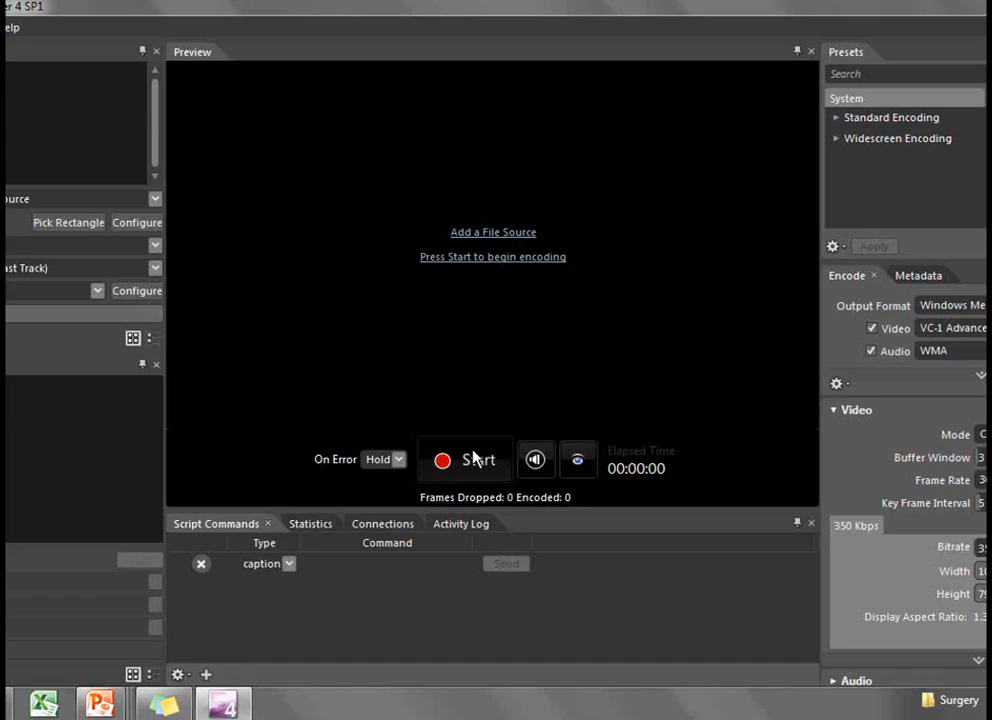 er 4 SP1
elp
Preview
Presets
Search
System
Standard Encoding
Widescreen Encoding
ource
Pick Rectangle Configure
ast Track)
Configure
Add a File Source
Press Start to begin encoding
Apply
Encode Metadata
Output Format Windows Me
Video VC-1 Advance
Audio WMA
Video
Mode
Buffer Window 3
Frame Rate
Key Frame Interval 5
350 Kbps
Bitrate
Width
Height
Display Aspect Ratio: 1.
Audio
On Error Hold Start
Elapsed Time
00:00:00
Frames Dropped: 0 Encoded: 0
Script Commands Statistics Connections Activity Log
Type Command
caption Send
4
Surgery